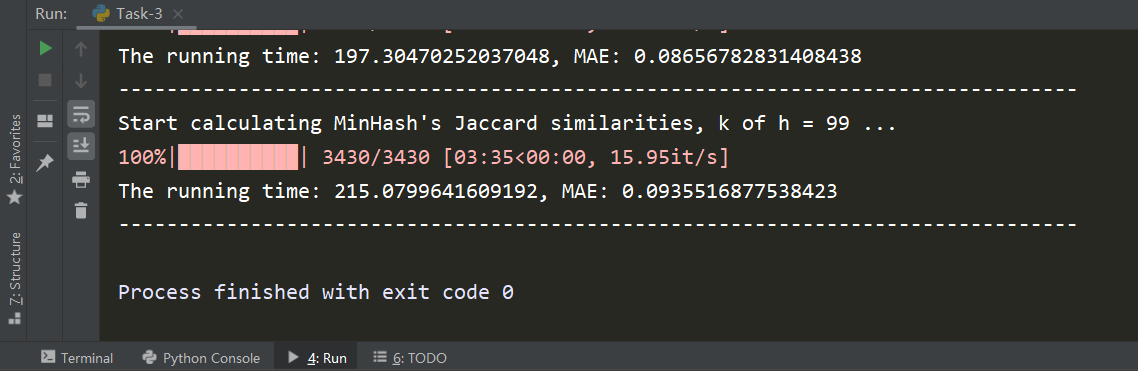 Run:
Task-3
The running time: 197.30470252037048, MAE: 0.08656782831408438
--------------------------------------------------------------------------------
Start calculating MinHash's Jaccard similarities, k of h = 99 ...
100%|██████████| 3430/3430 [03:35<00:00, 15.95it/s]
The running time: 215.0799641609192, MAE: 0.0935516877538423
--------------------------------------------------------------------------------
Process finished with exit code 0
2: Favorites
7: Structure
Terminal
Python Console
4: Run
6: TODO